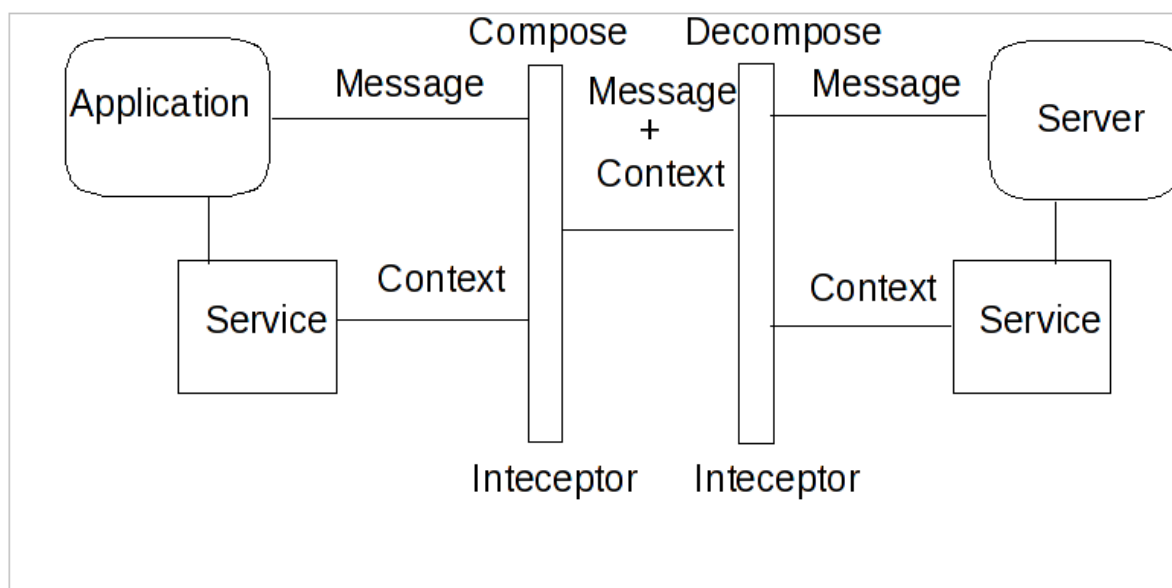 Compose
Decompose
Application
Message
Message
+
Context
Message
Server
Service
Context
Context
Service
Inteceptor
Inteceptor